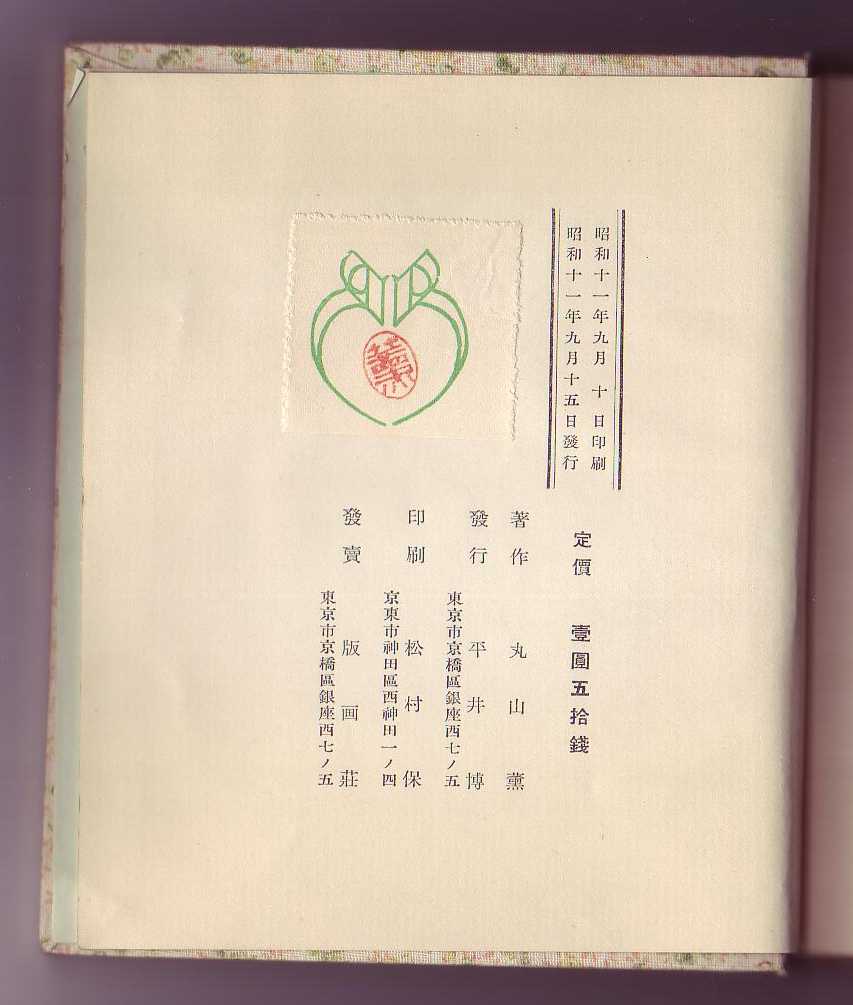 昭和十一年九月 十 日印刷
昭和十一年九月十五日發行
定價 壹圓五拾錢
著作 丸山薰
發行 平井博
東京市京橋區銀座西七ノ五
印刷 松村保
京東市神田區西神田一ノ四
發賣 版画莊
東京市京橋區銀座西七ノ五